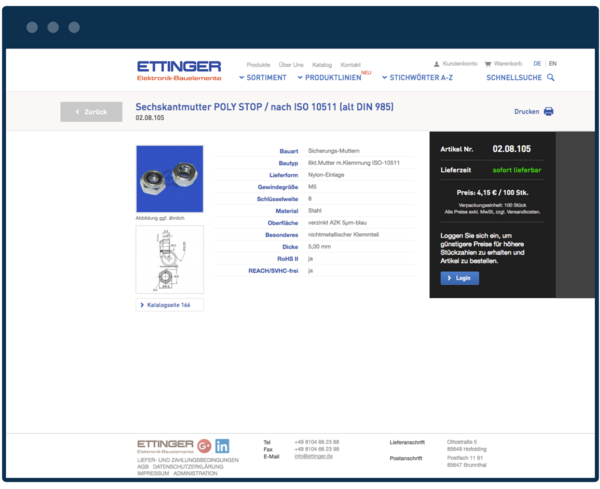 ETTINGER
Elektronik-Bauelemente
Produkte Über Uns Katalog Kontakt
Kundenkonto Warenkorb DE | EN
SORTIMENT PRODUKTLINIEN NEU STICHWÖRTER A-Z SCHNELLSUCHE
Zurück
Sechskantmutter POLY STOP / nach ISO 10511 (alt DIN 985)
02.08.105
Drucken
Abbildung ggf. ähnlich
Katalogseite 166
Bauart Sicherungs-Muttern
Bautyp 6kt.Mutter m.Klemmung ISO-10511
Lieferform Nylon-Einlage
Gewindegröße M5
Schlüsselweite 8
Material Stahl
Oberfläche verzinkt A2K 5µm-blau
Besonderes nichtmetallischer Klemmteil
Dicke 5,00 mm
RoHS II ja
REACH/SVHC-frei ja
Artikel Nr. 02.08.105
Lieferzeit sofort lieferbar
Preis: 4,15 € / 100 Stk.
Verpackungseinheit: 100 Stück
Alle Preise exkl. MwSt, zzgl. Versandkosten.
Loggen Sie sich ein, um
günstigere Preise für höhere
Stückzahlen zu erhalten und
Artikel zu bestellen.
Login
ETTINGER
Elektronik-Bauelemente
G+ in
LIEFER- UND ZAHLUNGSBEDINGUNGEN
AGB DATENSCHUTZERKLÄRUNG
IMPRESSUM ADMINISTRATION
Tel +49 8104 66 23 88
Fax +49 8104 66 23 99
E-Mail info@ettinger.de
Lieferanschrift Ottostraße 5
85649 Hofolding
Postanschrift Postfach 11 61
85647 Brunnthal